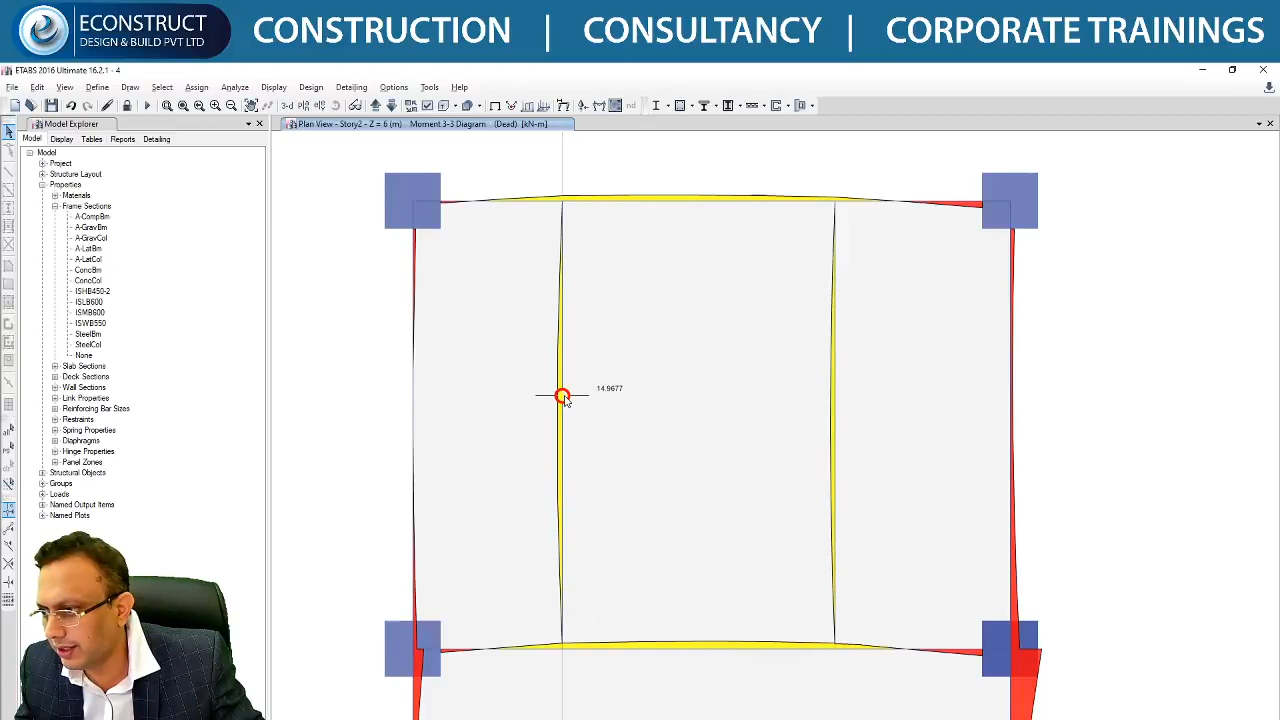 ECONSTRUCT
DESIGN & BUILD PVT LTD
CONSTRUCTION | CONSULTANCY | CORPORATE TRAININGS
ETABS 2016 Ultimate 16.2.1 - 4
File Edit View Define Draw Select Assign Analyze Display Design Detailing Options Tools Help
3-d
nd
Model Explorer
Plan View - Story2 - Z = 6 (m) Moment 3-3 Diagram (Dead) [kN-m]
Model Display Tables Reports Detailing
Model
Project
Structure Layout
Properties
Materials
Frame Sections
A-CompBm
A-GravBm
A-GravCol
A-LatBm
A-LatCol
ConcBm
ConcCol
ISHB450-2
ISLB600
ISMB600
ISWB550
SteelBm
SteelCol
None
Slab Sections
Deck Sections
Wall Sections
Link Properties
Reinforcing Bar Sizes
Restraints
Spring Properties
Diaphragms
Hinge Properties
Panel Zones
Structural Objects
Groups
Loads
Named Output Items
Named Plots
14.9677